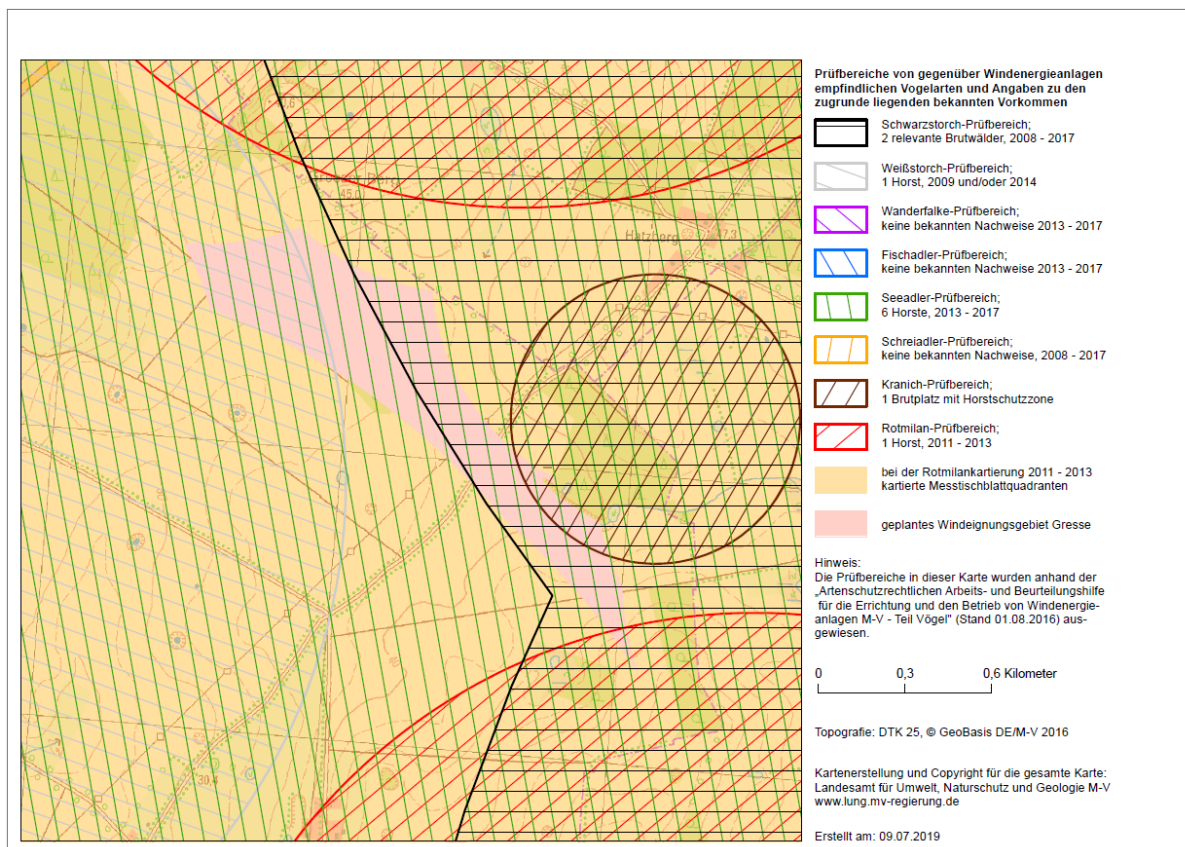 Prüfbereiche von gegenüber Windenergieanlagen
empfindlichen Vogelarten und Angaben zu den
zugrunde liegenden bekannten Vorkommen
Schwarzstorch-Prüfbereich;
2 relevante Brutwälder, 2008 - 2017
Weißstorch-Prüfbereich;
1 Horst, 2009 und/oder 2014
Wanderfalke-Prüfbereich;
keine bekannten Nachweise 2013 - 2017
Fischadler-Prüfbereich;
keine bekannten Nachweise 2013 - 2017
Seeadler-Prüfbereich;
6 Horste, 2013 - 2017
Schreiadler-Prüfbereich;
keine bekannten Nachweise, 2008 - 2017
Kranich-Prüfbereich;
1 Brutplatz mit Horstschutzzone
Rotmilan-Prüfbereich;
1 Horst, 2011 - 2013
bei der Rotmilankartierung 2011 - 2013
kartierte Messtischblattquadranten
geplantes Windeignungsgebiet Gresse
Hinweis:
Die Prüfbereiche in dieser Karte wurden anhand der
„Artenschutzrechtlichen Arbeits- und Beurteilungshilfe
für die Errichtung und den Betrieb von Windenergie-
anlagen M-V - Teil Vögel" (Stand 01.08.2016) aus-
gewiesen.
0 0,3 0,6 Kilometer
Topografie: DTK 25, © GeoBasis DE/M-V 2016
Kartenerstellung und Copyright für die gesamte Karte:
Landesamt für Umwelt, Naturschutz und Geologie M-V
www.lung.mv-regierung.de
Erstellt am: 09.07.2019
45,0
Hatzberg
30,4